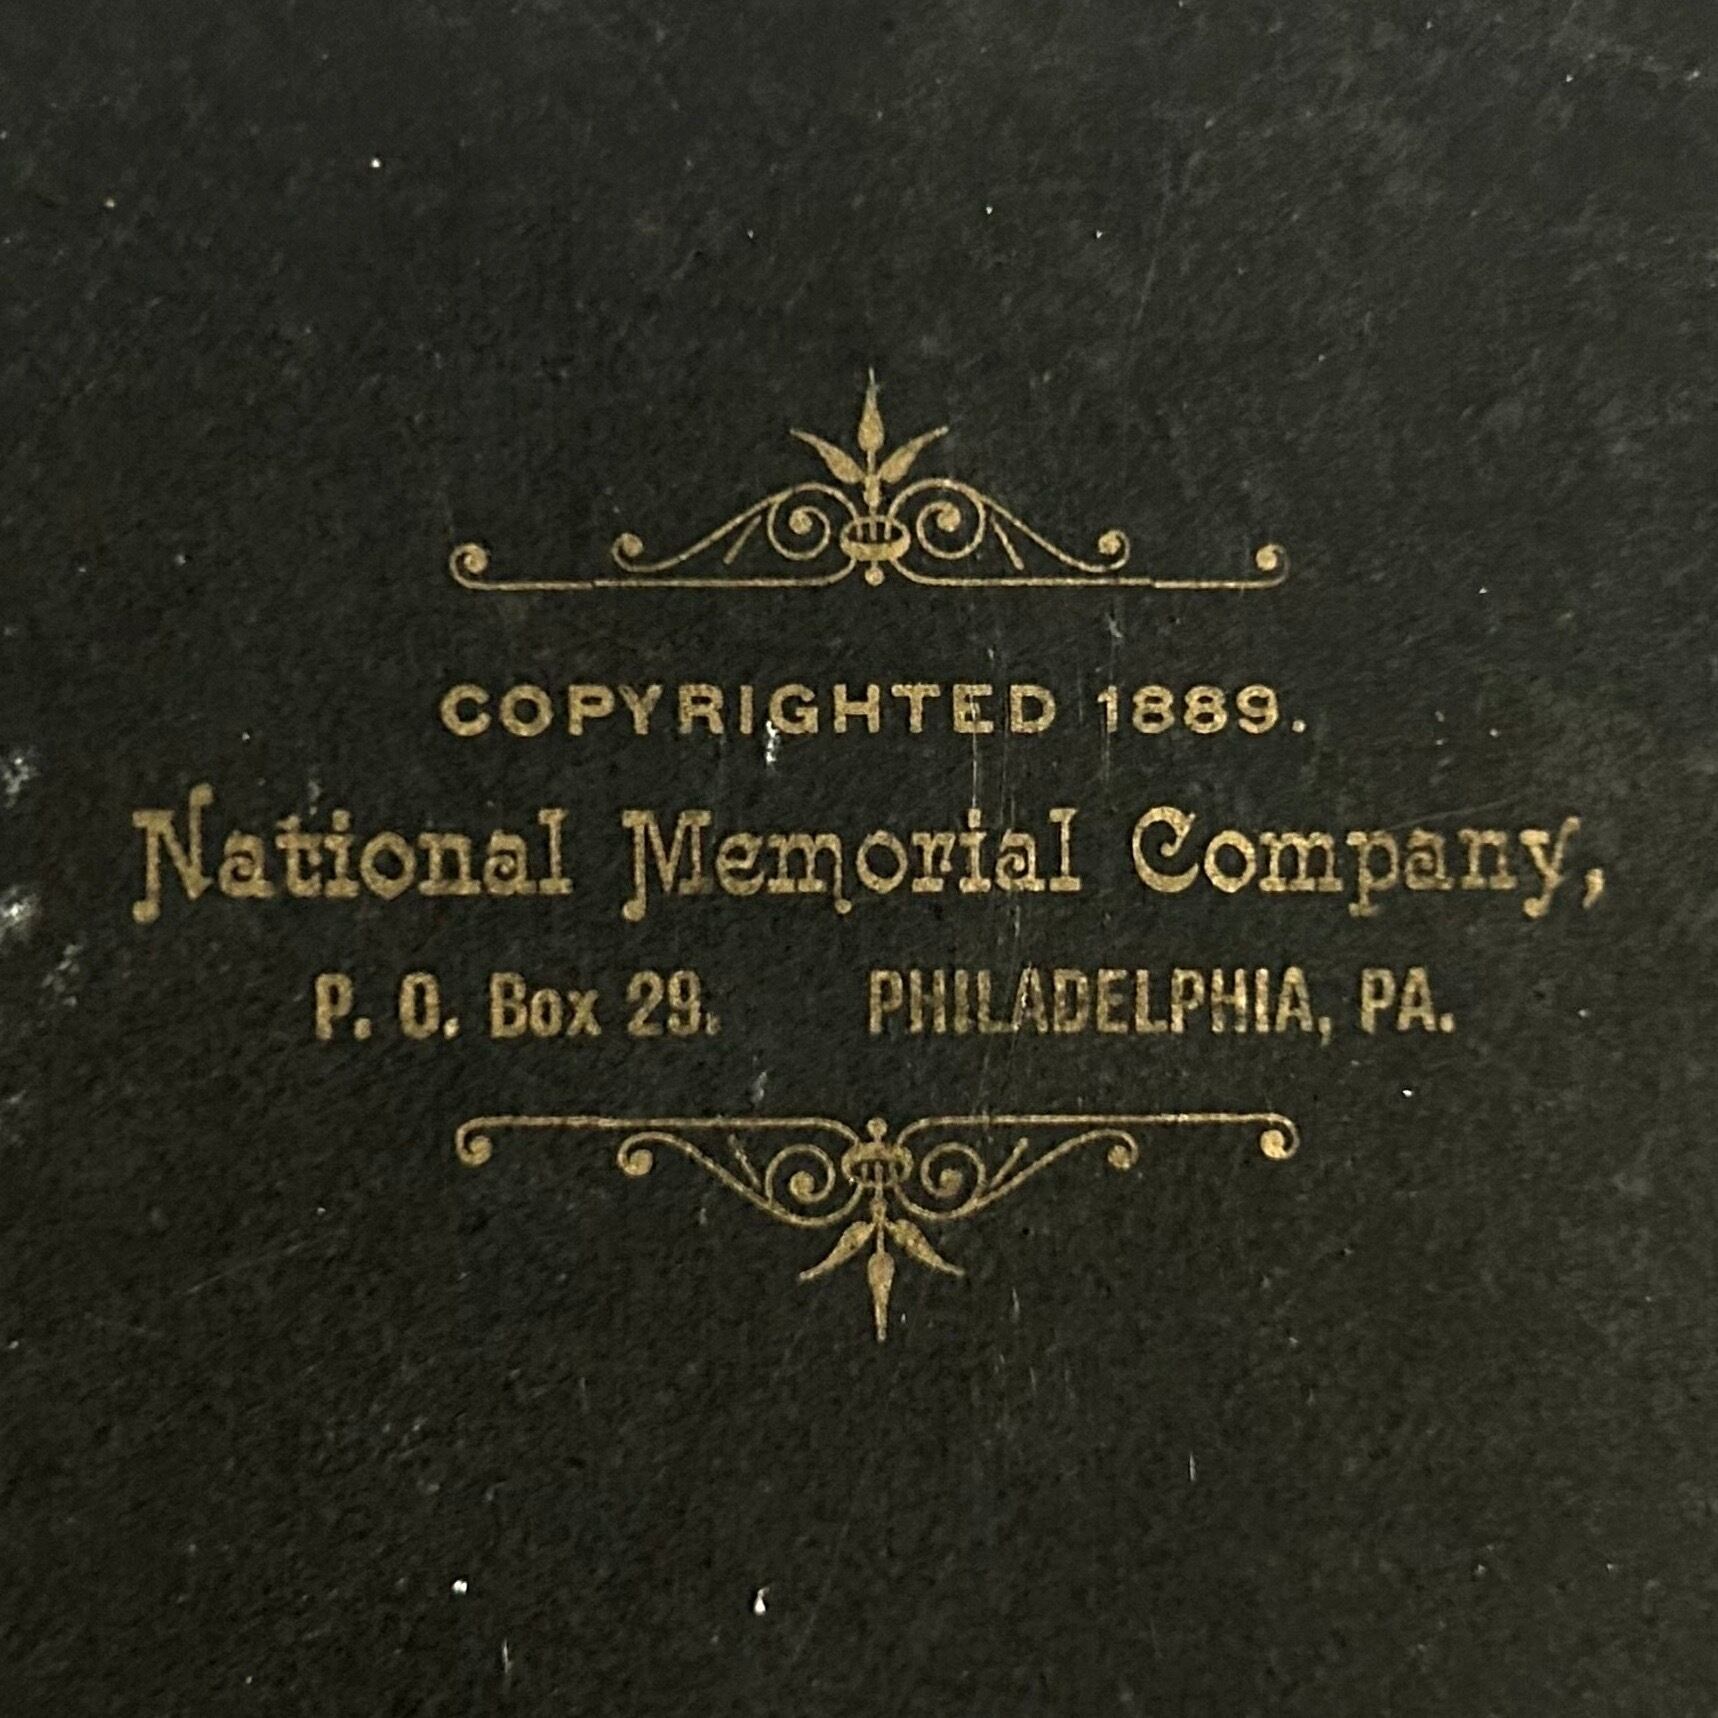 COPYRIGHTED 1889.
National Memorial Company,
P. O. Box 29. PHILADELPHIA, PA.